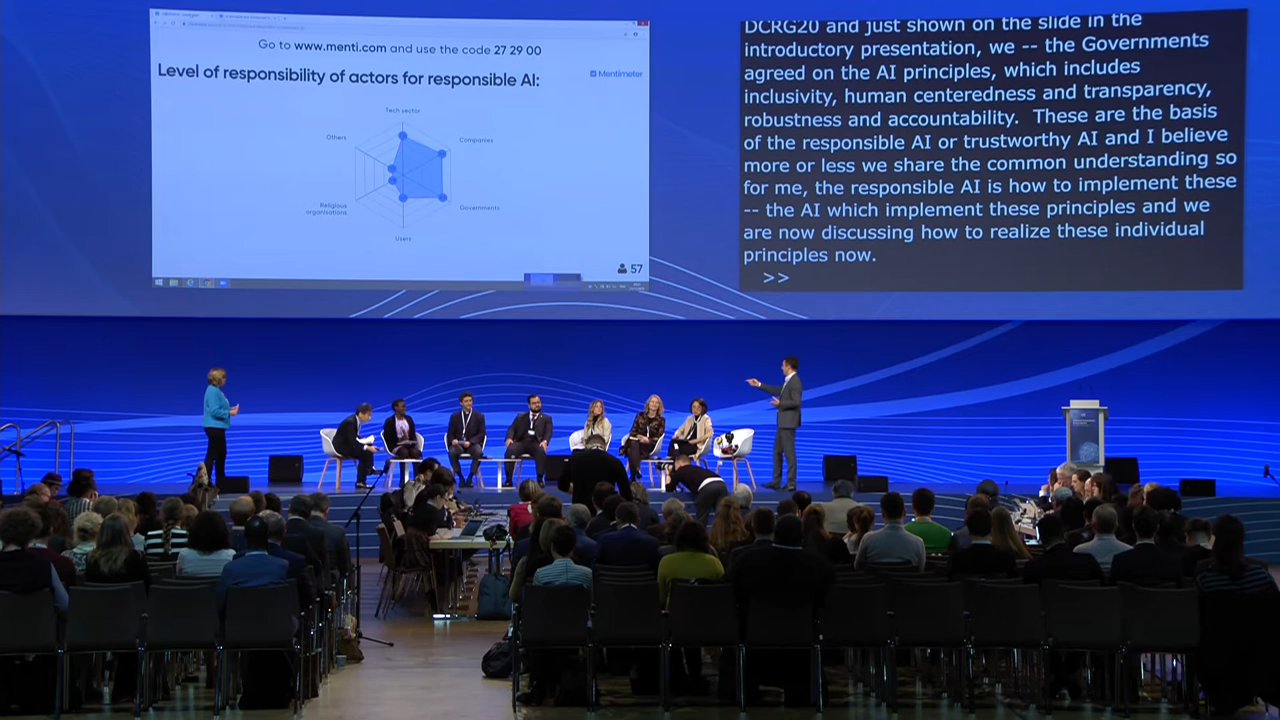 Go to www.menti.com and use the code 27 29 00
Level of responsibility of actors for responsible AI:
Mentimeter
Tech sector
Others
Companies
Religious
organisations
Governments
Users
57
DCRG20 and just shown on the slide in the
introductory presentation, we -- the Governments
agreed on the AI principles, which includes
inclusivity, human centeredness and transparency,
robustness and accountability.  These are the basis
of the responsible AI or trustworthy AI and I believe
more or less we share the common understanding so
for me, the responsible AI is how to implement these
-- the AI which implement these principles and we
are now discussing how to realize these individual
principles now.
>>